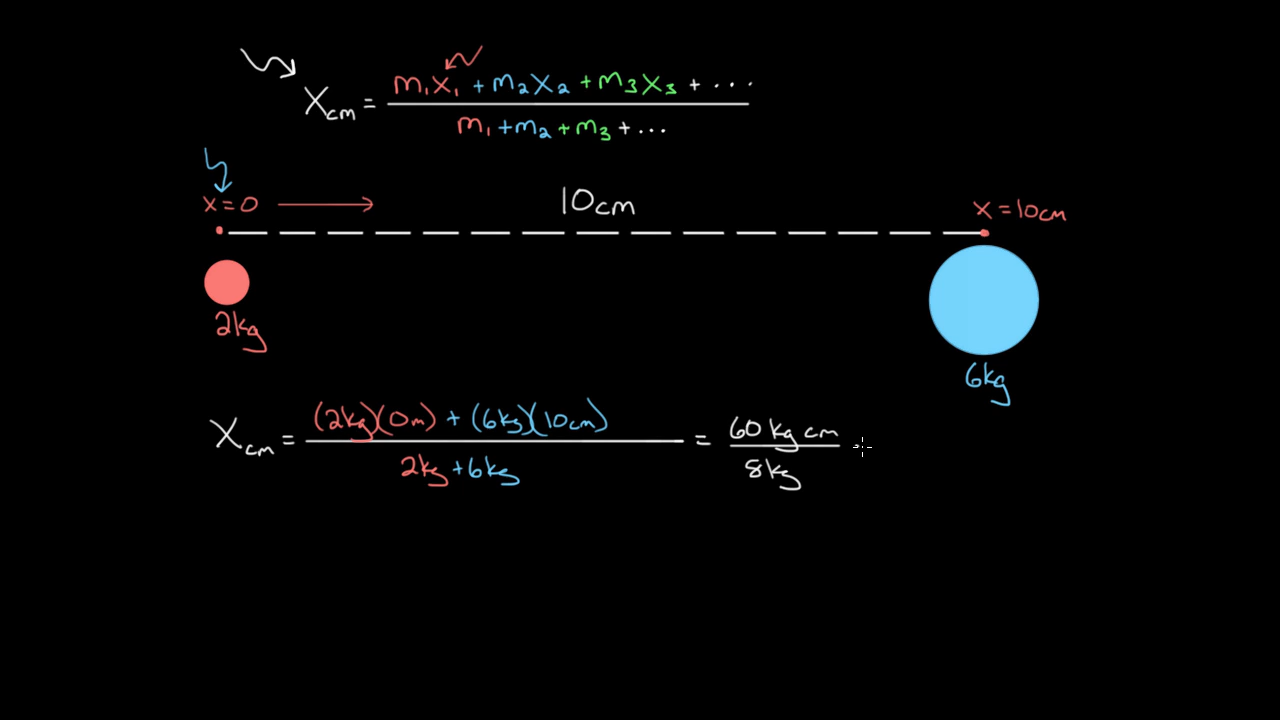 Xcm = m₁x₁ + m₂x₂ + m₃x₃ + ···
m₁ + m₂ + m₃ + ···
10cm
x=0
x=10cm
2kg
6kg
Xcm = (2kg)(0m) + (6kg)(10cm) = 60 kg cm
2kg + 6kg 8kg